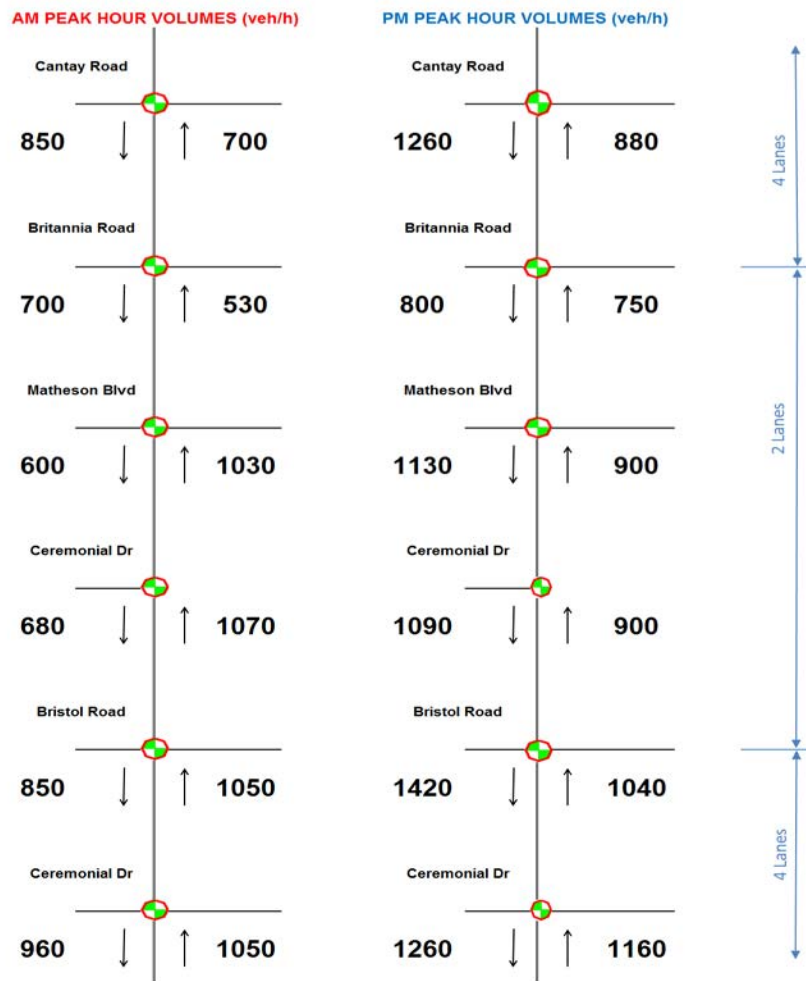 AM PEAK HOUR VOLUMES (veh/h) PM PEAK HOUR VOLUMES (veh/h)
Cantay Road Cantay Road
850 700 1260 880
4 Lanes
Britannia Road Britannia Road
700 530 800 750
Matheson Blvd Matheson Blvd
2 Lanes
600 1030 1130 900
Ceremonial Dr Ceremonial Dr
680 1070 1090 900
Bristol Road Bristol Road
850 1050 1420 1040
4 Lanes
Ceremonial Dr Ceremonial Dr
960 1050 1260 1160